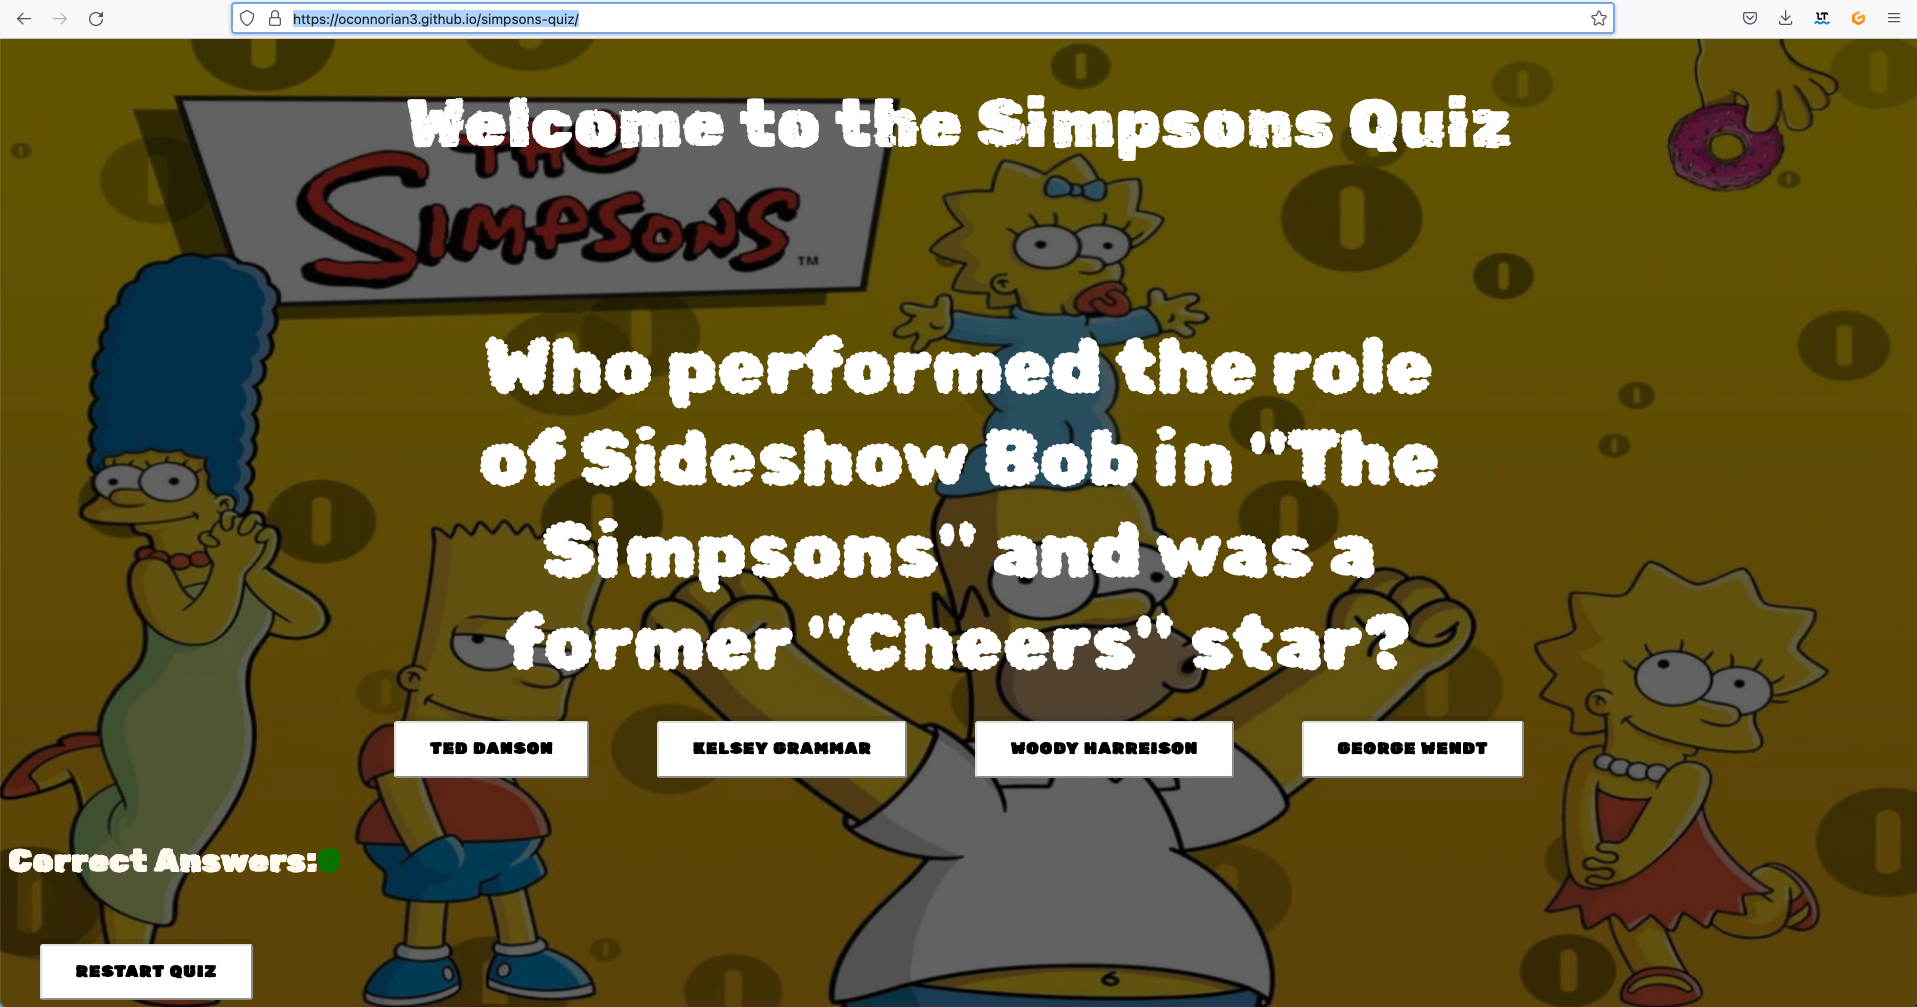 https://oconnorian3.github.io/simpsons-quiz/
Welcome to the Simpsons Quiz
THE
SIMPSONS
TM
Who performed the role
of Sideshow Bob in "The
Simpsons" and was a
former "Cheers" star?
TED DANSON
KELSEY GRAMMAR
WOODY HARREISON
GEORGE WENDT
Correct Answers:0
RESTART QUIZ